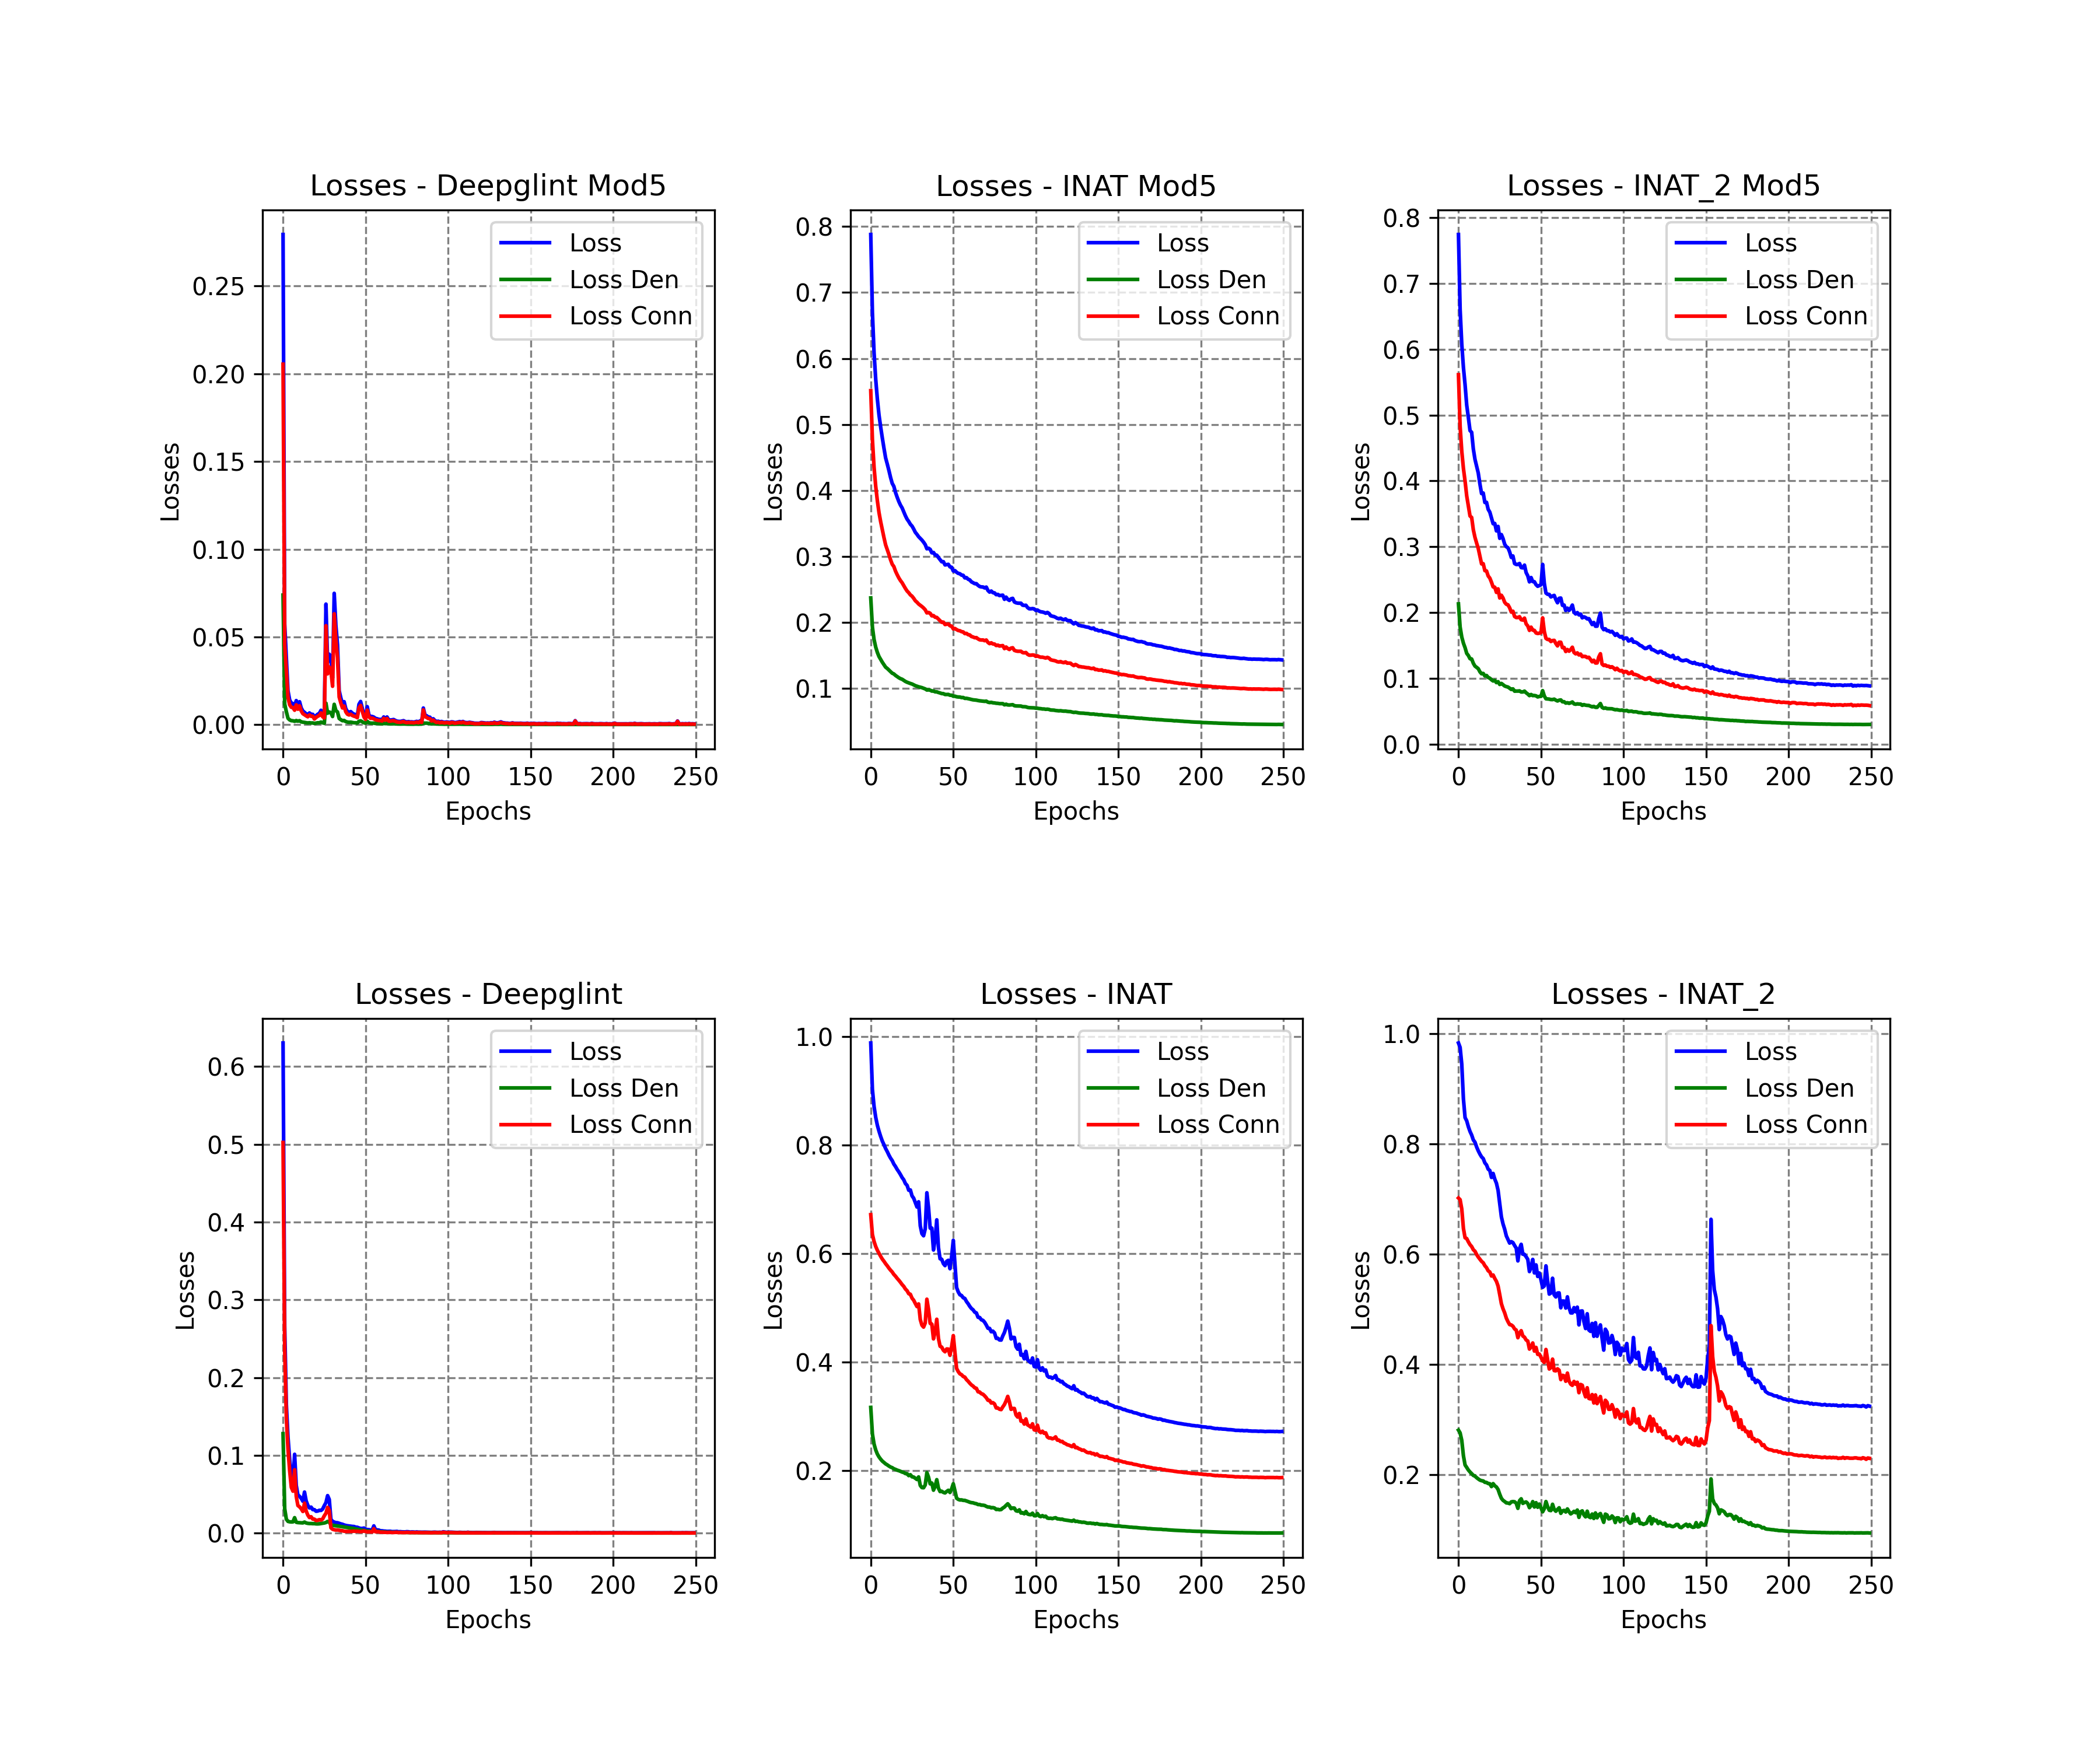 Losses - Deepglint Mod5
Loss
Loss Den
Loss Conn
0.25
0.20
0.15
0.10
0.05
0.00
Losses
0 50 100 150 200 250
Epochs
Losses - INAT Mod5
Loss
Loss Den
Loss Conn
0.8
0.7
0.6
0.5
0.4
0.3
0.2
0.1
Losses
0 50 100 150 200 250
Epochs
Losses - INAT_2 Mod5
Loss
Loss Den
Loss Conn
0.8
0.7
0.6
0.5
0.4
0.3
0.2
0.1
0.0
Losses
0 50 100 150 200 250
Epochs
Losses - Deepglint
Loss
Loss Den
Loss Conn
0.6
0.5
0.4
0.3
0.2
0.1
0.0
Losses
0 50 100 150 200 250
Epochs
Losses - INAT
Loss
Loss Den
Loss Conn
1.0
0.8
0.6
0.4
0.2
Losses
0 50 100 150 200 250
Epochs
Losses - INAT_2
Loss
Loss Den
Loss Conn
1.0
0.8
0.6
0.4
0.2
Losses
0 50 100 150 200 250
Epochs